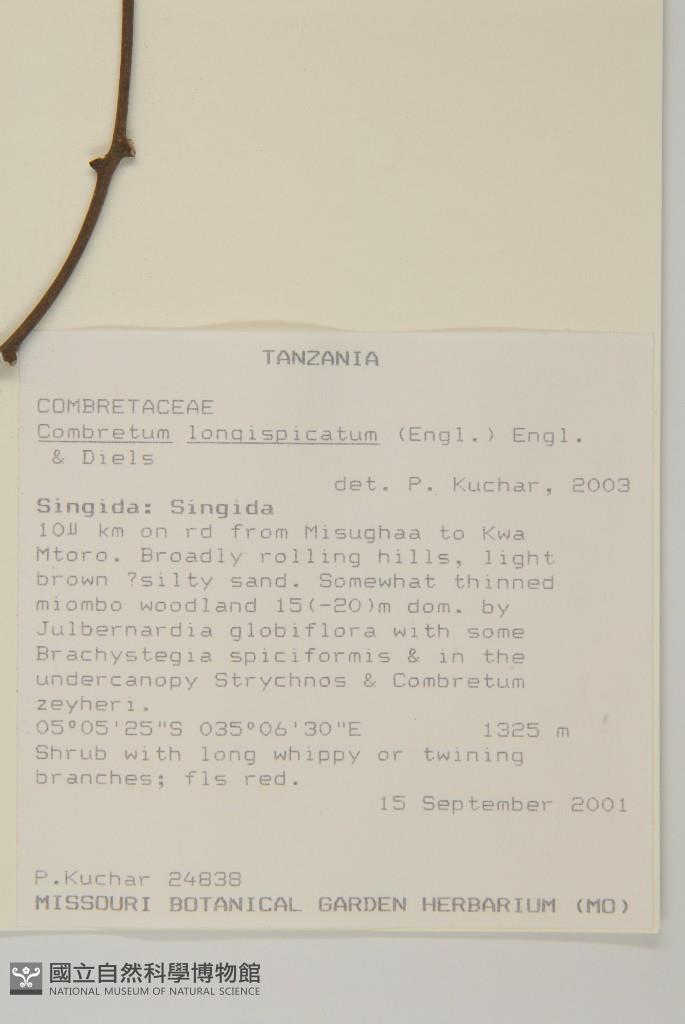 TANZANIA
COMBRETACEAE
Combretum longispicatum (Engl.) Engl.
& Diels
det. P. Kuchar, 2003
Singida: Singida
km on rd from Misughaa to Kwa
Mtoro. Broadly rolling hills, light
brown ?silty sand. Somewhat thinned
miombo woodland 15(-20)m dom. by
Julbernardia globiflora with some
Brachystegia spiciformis & in the
undercanopy Strychnos & Combretum
zeyheri.
05°05'25"S 035°06'30"E 1325 m
Shrub with long whippy or twining
branches; fls red.
15 September 2001
P.Kuchar 24838
MISSOURI BOTANICAL GARDEN HERBARIUM (MO)
國立自然科學博物館
NATIONAL MUSEUM OF NATURAL SCIENCE